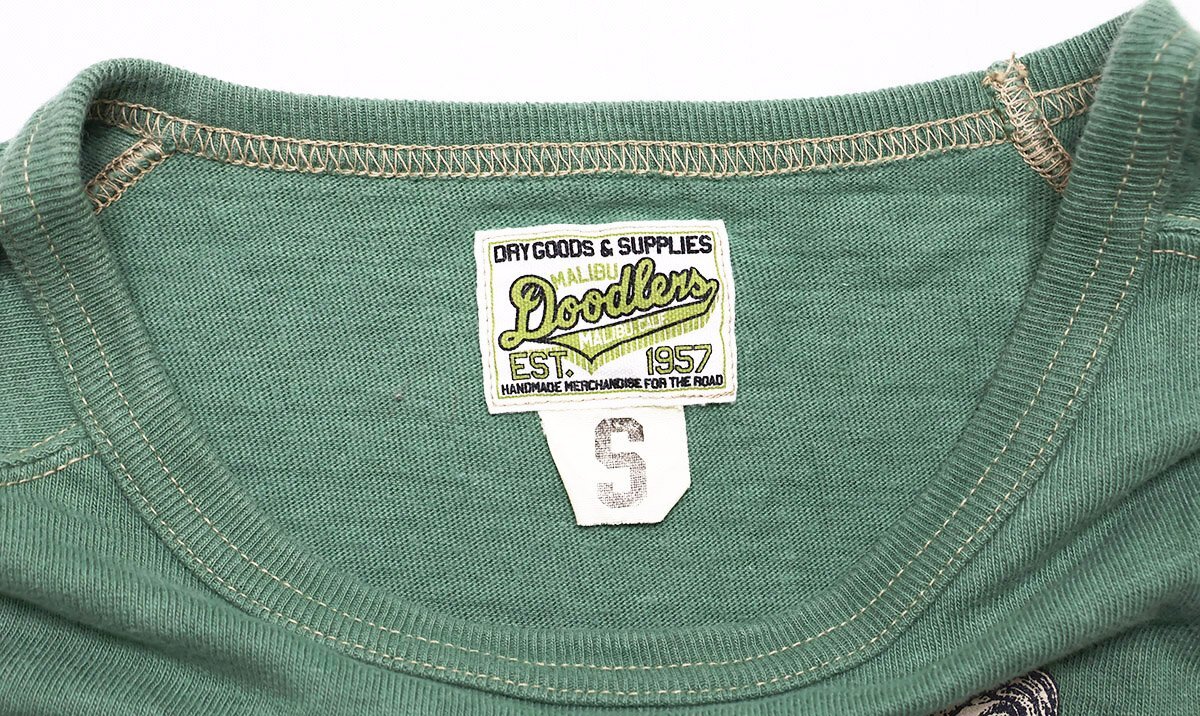 DRY GOODS & SUPPLIES
MALIBU
Doodlers
MALIBU, CALIF.
EST. 1957
HANDMADE MERCHANDISE FOR THE ROAD
S